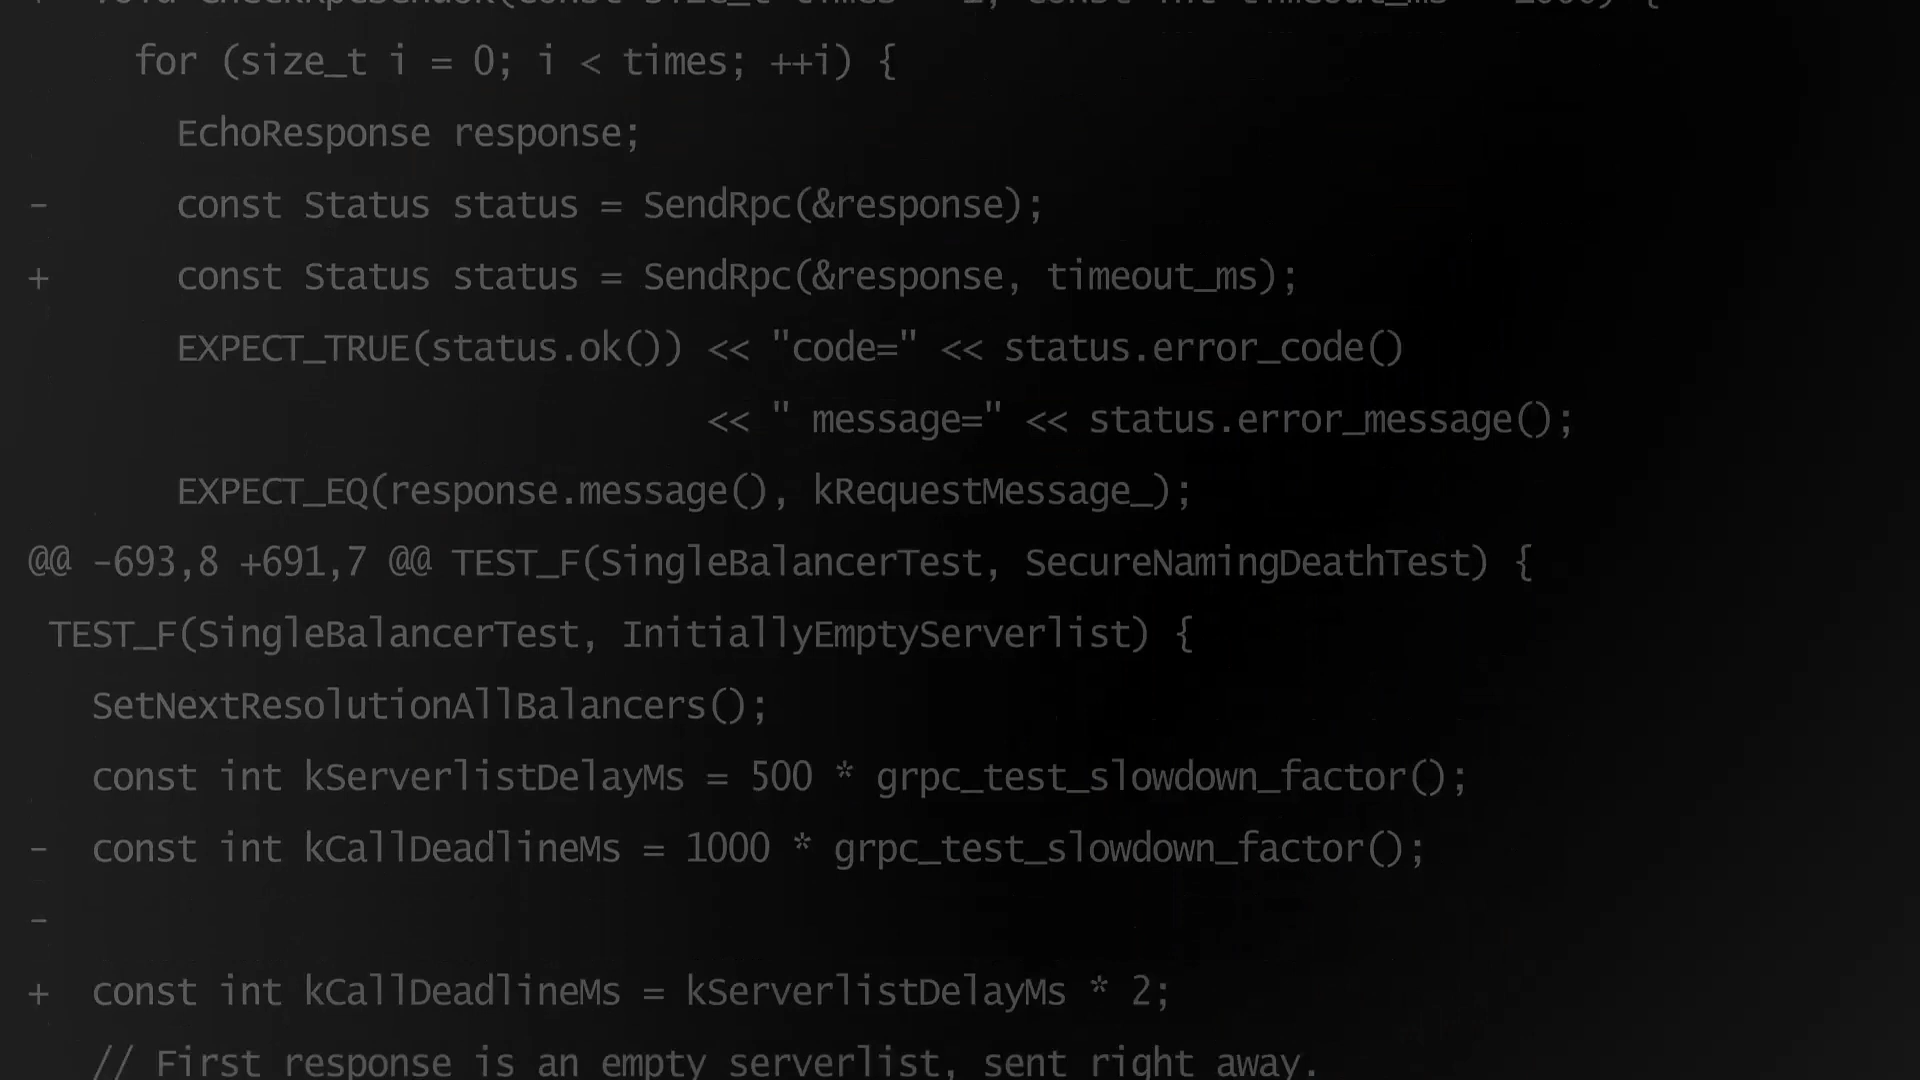 for (size_t i = 0; i < times; ++i) {
EchoResponse response;
- const Status status = SendRpc(&response);
+ const Status status = SendRpc(&response, timeout_ms);
EXPECT_TRUE(status.ok()) << "code=" << status.error_code()
<< " message=" << status.error_message();
EXPECT_EQ(response.message(), kRequestMessage_);
@@ -693,8 +691,7 @@ TEST_F(SingleBalancerTest, SecureNamingDeathTest) {
TEST_F(SingleBalancerTest, InitiallyEmptyServerlist) {
SetNextResolutionAllBalancers();
const int kServerlistDelayMs = 500 * grpc_test_slowdown_factor();
- const int kCallDeadlineMs = 1000 * grpc_test_slowdown_factor();
-
+ const int kCallDeadlineMs = kServerlistDelayMs * 2;
// First response is an empty serverlist, sent right away.